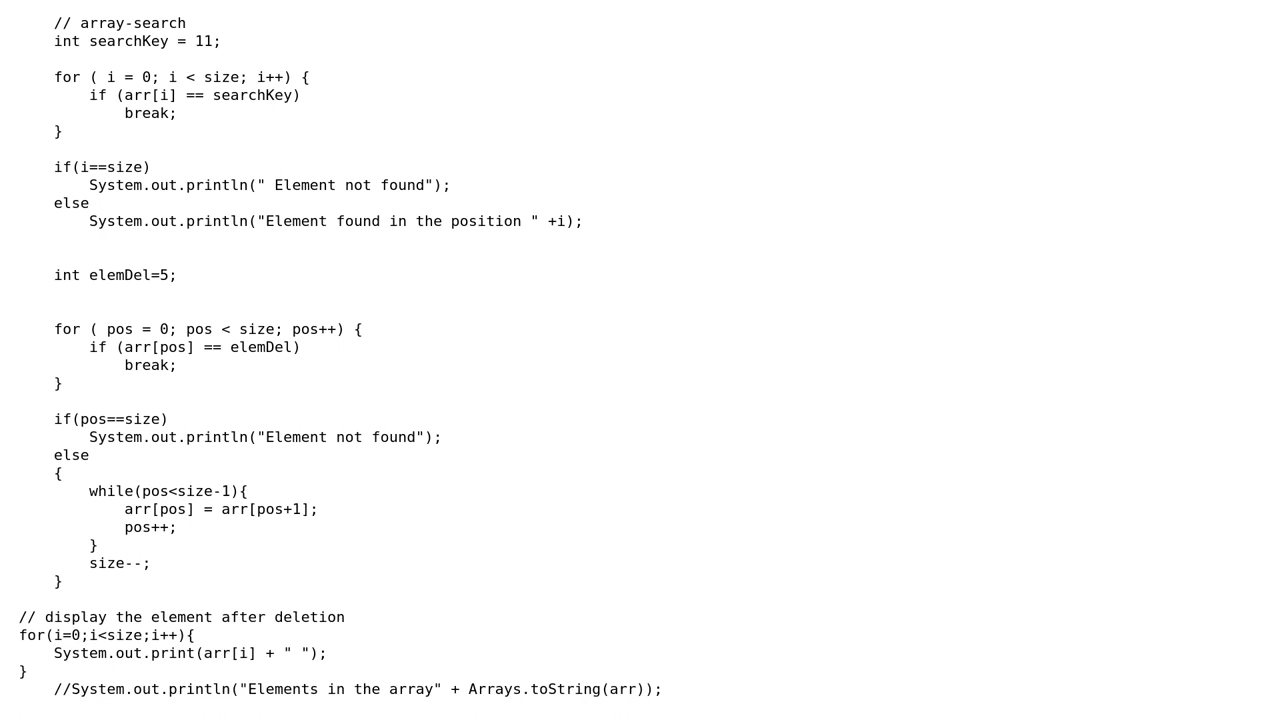 // array-search
int searchKey = 11;
for ( i = 0; i < size; i++) {
if (arr[i] == searchKey)
break;
}
if(i==size)
System.out.println(" Element not found");
else
System.out.println("Element found in the position " +i);
int elemDel=5;
for ( pos = 0; pos < size; pos++) {
if (arr[pos] == elemDel)
break;
}
if(pos==size)
System.out.println("Element not found");
else
{
while(pos<size-1){
arr[pos] = arr[pos+1];
pos++;
}
size--;
}
// display the element after deletion
for(i=0;i<size;i++){
System.out.print(arr[i] + " ");
}
//System.out.println("Elements in the array" + Arrays.toString(arr));